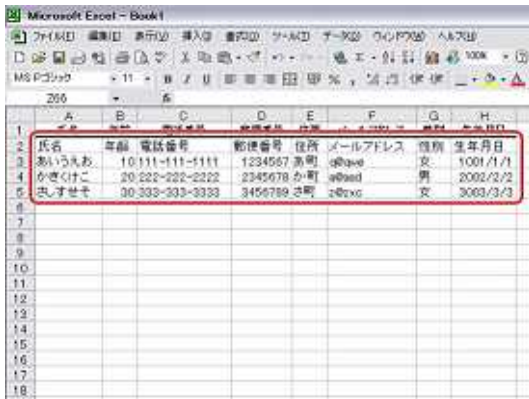 Microsoft Excel - Book1
ファイル(E) 編集(E) 表示(V) 挿入(I) 書式(O) ツール(T) データ(D) ウィンドウ(W) ヘルプ(H)
100%
MS Pゴシック 11 B I U % ,
266
A B C D E F G H
1
2 氏名 年齢 電話番号 郵便番号 住所 メールアドレス 性別 生年月日
3 あいうえお 10 111-111-1111 1234567 あ町 q@qwe 女 1001/1/1
4 かきくけこ 20 222-222-2222 2345678 か町 a@asd 男 2002/2/2
5 さしすせそ 30 333-333-3333 3456789 さ町 z@zxc 女 3003/3/3
6
7
8
9
10
11
12
13
14
15
16
17
18